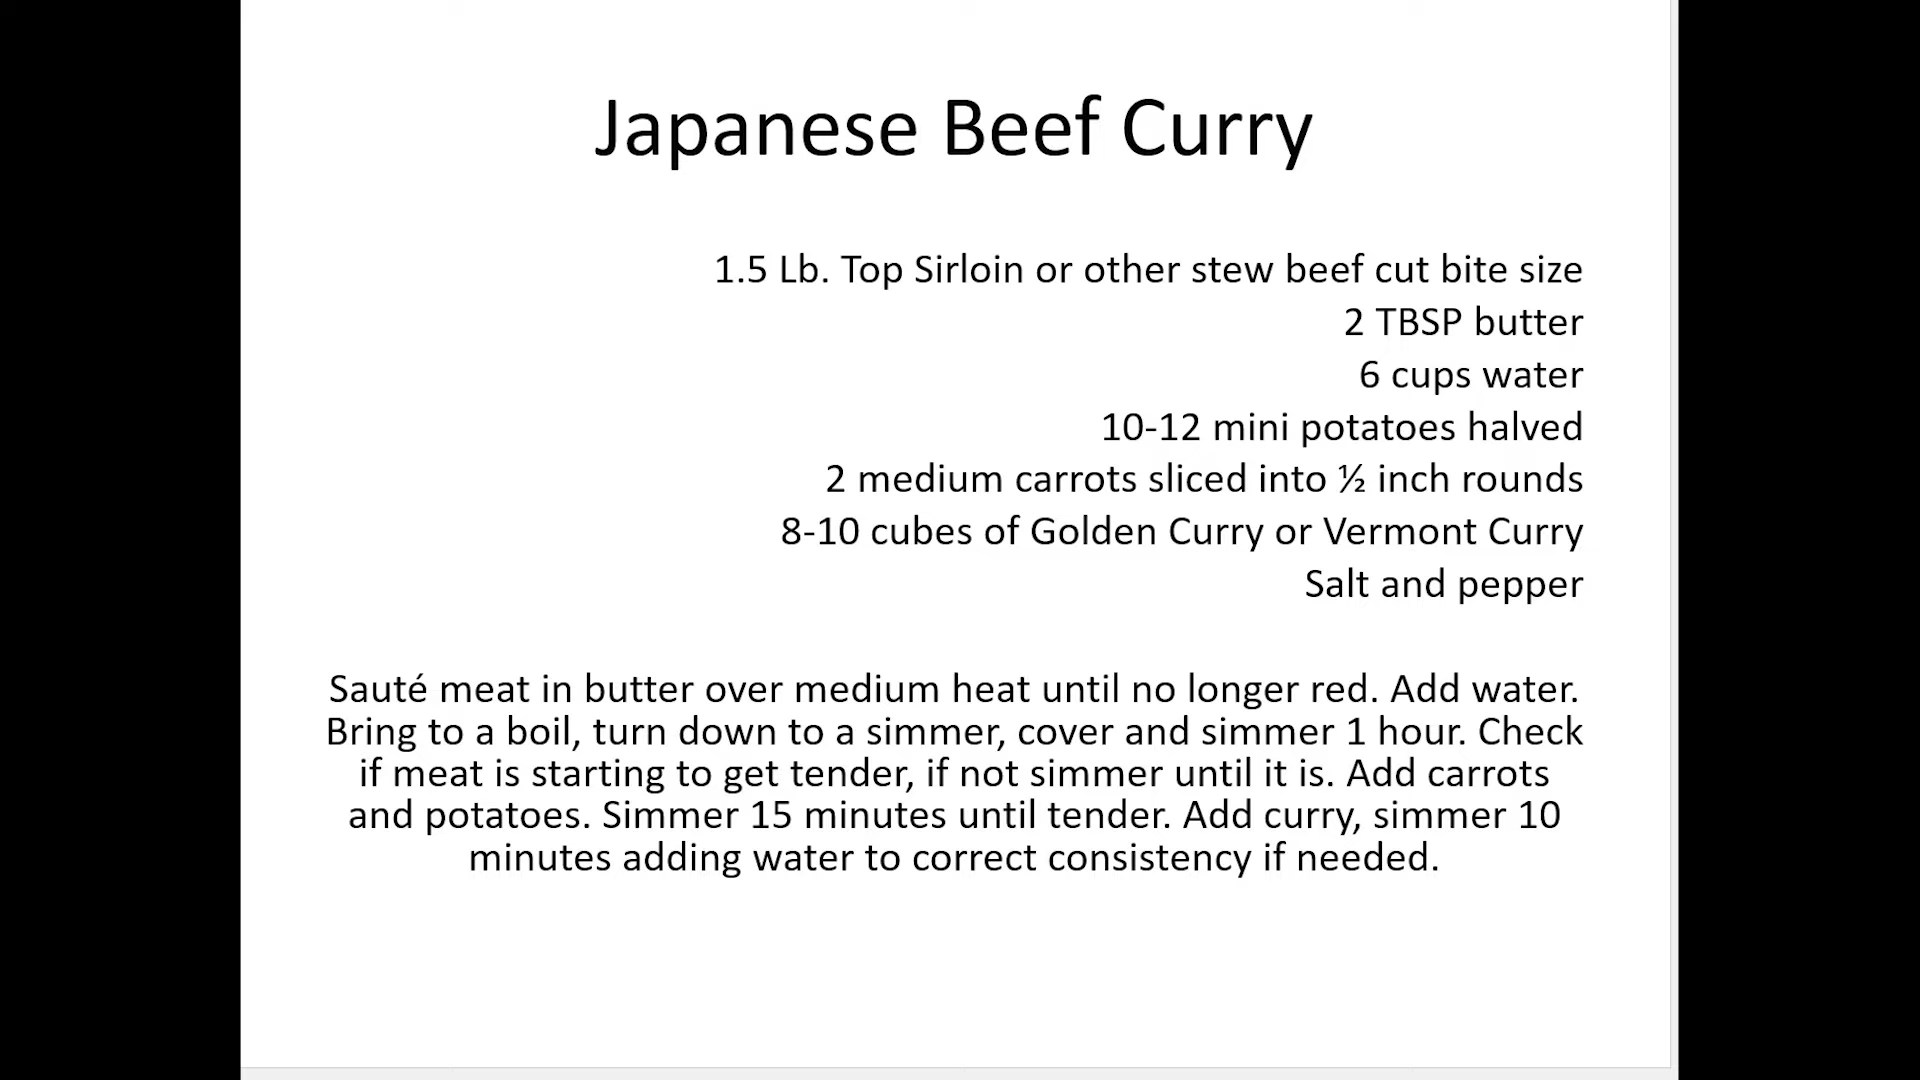 Japanese Beef Curry
1.5 Lb. Top Sirloin or other stew beef cut bite size
2 TBSP butter
6 cups water
10-12 mini potatoes halved
2 medium carrots sliced into ½ inch rounds
8-10 cubes of Golden Curry or Vermont Curry
Salt and pepper
Sauté meat in butter over medium heat until no longer red. Add water.
Bring to a boil, turn down to a simmer, cover and simmer 1 hour. Check
if meat is starting to get tender, if not simmer until it is. Add carrots
and potatoes. Simmer 15 minutes until tender. Add curry, simmer 10
minutes adding water to correct consistency if needed.